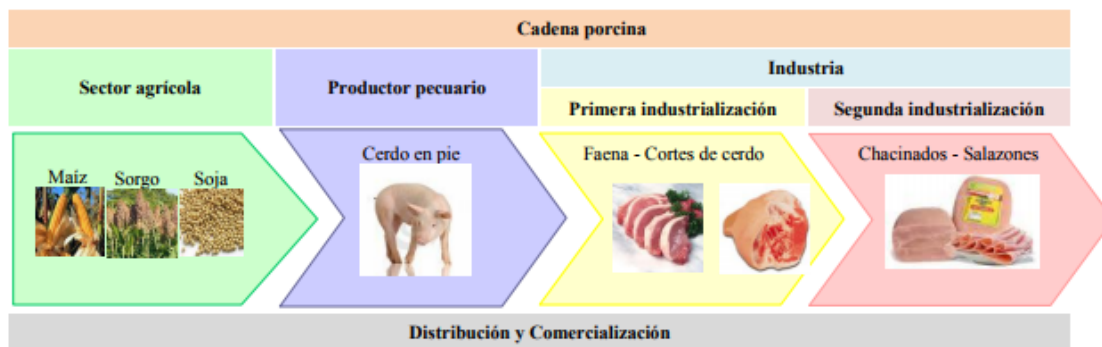 Cadena porcina
Sector agrícola
Productor pecuario
Industria
Primera industrialización
Segunda industrialización
Maíz
Sorgo
Soja
Cerdo en pie
Faena - Cortes de cerdo
Chacinados - Salazones
Distribución y Comercialización